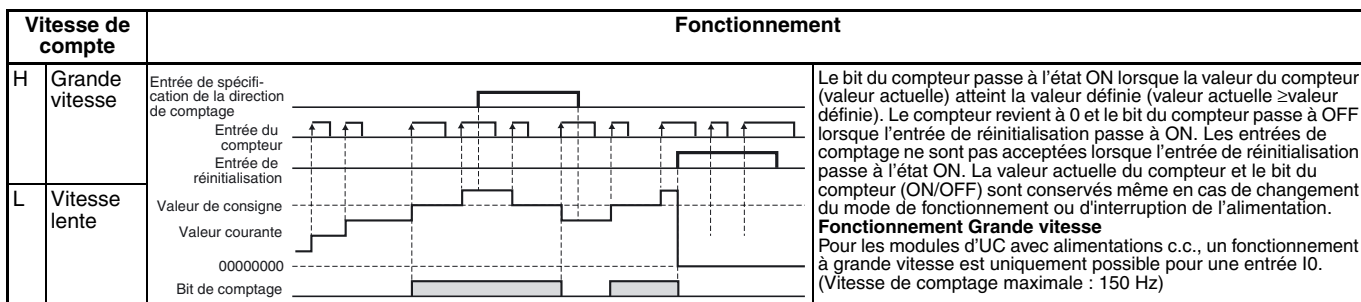 Vitesse de
compte
Fonctionnement
H
Grande
vitesse
Entrée de spécifi-
cation de la direction
de comptage
Entrée du
compteur
Entrée de
réinitialisation
L
Vitesse
lente
Valeur de consigne
Valeur courante
00000000
Bit de comptage
Le bit du compteur passe à l'état ON lorsque la valeur du compteur
(valeur actuelle) atteint la valeur définie (valeur actuelle ≥valeur
définie). Le compteur revient à 0 et le bit du compteur passe à OFF
lorsque l'entrée de réinitialisation passe à ON. Les entrées de
comptage ne sont pas acceptées lorsque l'entrée de réinitialisation
passe à l'état ON. La valeur actuelle du compteur et le bit du
compteur (ON/OFF) sont conservés même en cas de changement
du mode de fonctionnement ou d'interruption de l'alimentation.
Fonctionnement Grande vitesse
Pour les modules d'UC avec alimentations c.c., un fonctionnement
à grande vitesse est uniquement possible pour une entrée I0.
(Vitesse de comptage maximale : 150 Hz)